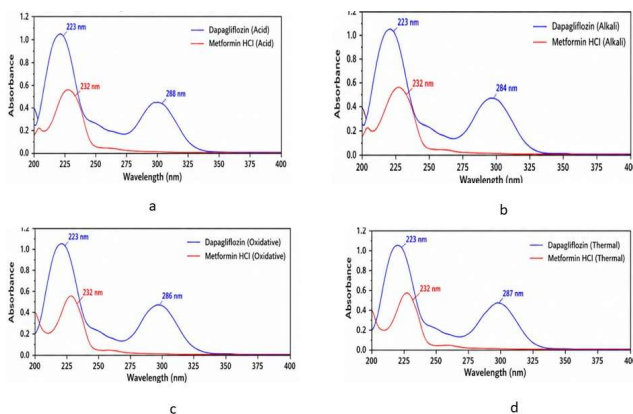 1.2
1.0
0.8
0.6
0.4
0.2
0.0
Absorbance
223 nm
232 nm
288 nm
Dapagliflozin (Acid)
Metformin HCl (Acid)
200 225 250 275 300 325 350 375 400
Wavelength (nm)
a
1.2
1.0
0.8
0.6
0.4
0.2
0.0
Absorbance
223 nm
232 nm
284 nm
Dapagliflozin (Alkali)
Metformin HCl (Alkali)
200 225 250 275 300 325 350 375 400
Wavelength (nm)
b
1.2
1.0
0.8
0.6
0.4
0.2
0.0
Absorbance
223 nm
232 nm
286 nm
Dapagliflozin (Oxidative)
Metformin HCl (Oxidative)
200 225 250 275 300 325 350 375 400
Wavelength (nm)
c
1.2
1.0
0.8
0.6
0.4
0.2
0.0
Absorbance
223 nm
232 nm
287 nm
Dapagliflozin (Thermal)
Metformin HCl (Thermal)
200 225 250 275 300 325 350 375 400
Wavelength (nm)
d